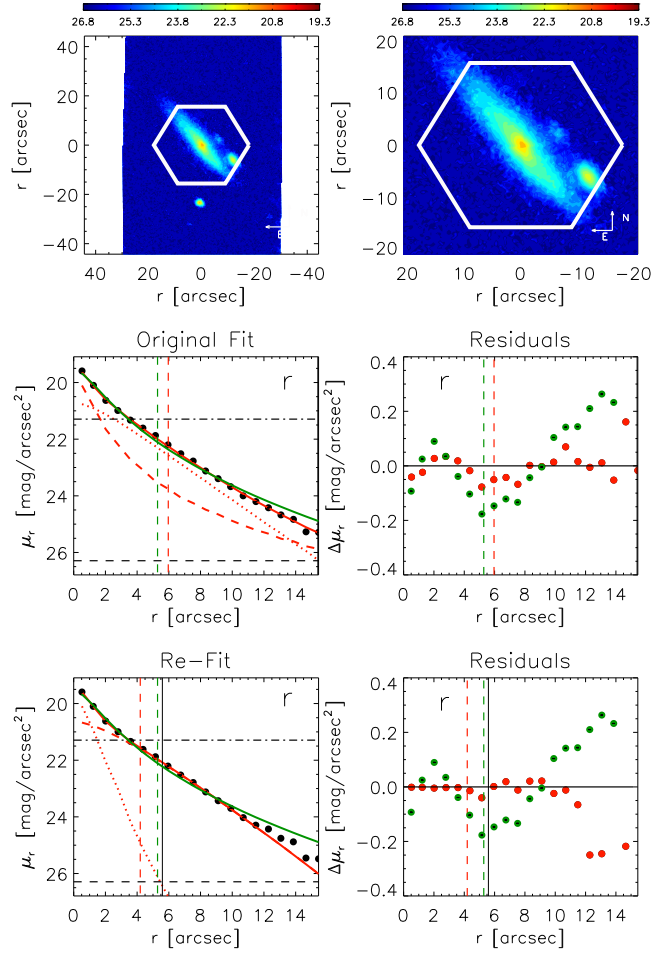 26.8 25.3 23.8 22.3 20.8 19.3
26.8 25.3 23.8 22.3 20.8 19.3
40
20
0
−20
−40
r [arcsec]
E
40 20 0 −20 −40
r [arcsec]
20
10
0
−10
−20
r [arcsec]
N
E
20 10 0 −10 −20
r [arcsec]
Original Fit
r
20
22
24
26
μr [mag/arcsec²]
0 2 4 6 8 10 12 14
r [arcsec]
Residuals
r
0.4
0.2
0.0
−0.2
−0.4
Δμr [mag/arcsec²]
0 2 4 6 8 10 12 14
r [arcsec]
Re−Fit
r
20
22
24
26
μr [mag/arcsec²]
0 2 4 6 8 10 12 14
r [arcsec]
Residuals
r
0.4
0.2
0.0
−0.2
−0.4
Δμr [mag/arcsec²]
0 2 4 6 8 10 12 14
r [arcsec]